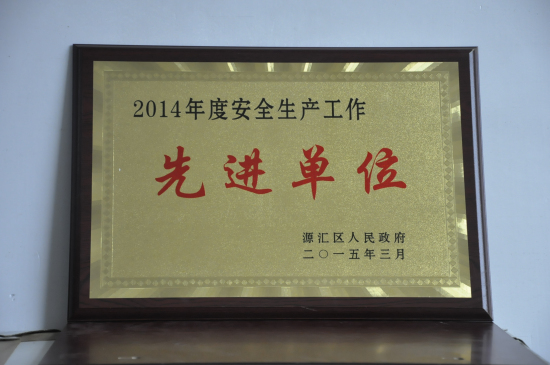 2014年度安全生产工作
先进单位
源汇区人民政府
二〇一五年三月